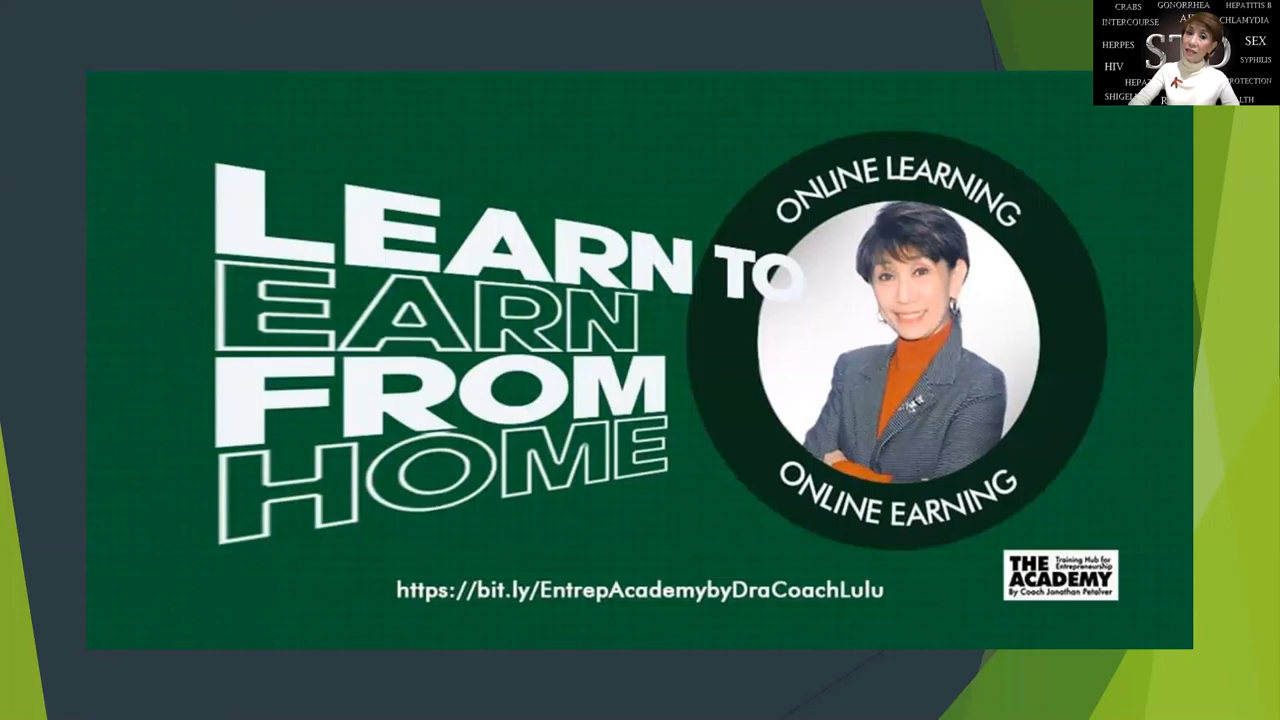 CRABS GONORRHEA HEPATITIS B
INTERCOURSE CHLAMYDIA
HERPES SEX
HIV SYPHILIS
LEARN TO
EARN
FROM
HOME
ONLINE LEARNING
ONLINE EARNING
https://bit.ly/EntrepAcademybyDraCoachLulu
THE ACADEMY
Training Hub for
Entrepreneurship
By Coach Jonathan Petalver